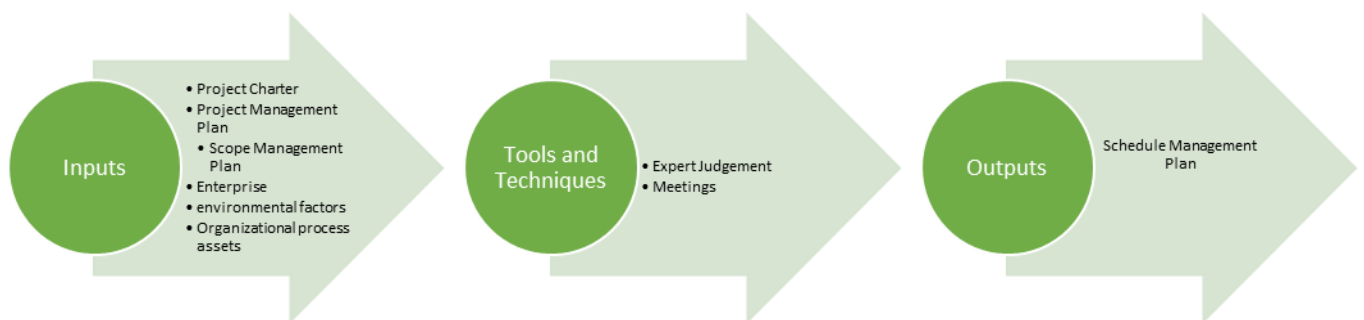 Inputs
• Project Charter
• Project Management
Plan
• Scope Management
Plan
• Enterprise
• environmental factors
• Organizational process
assets
Tools and
Techniques
• Expert Judgement
• Meetings
Outputs
Schedule Management
Plan